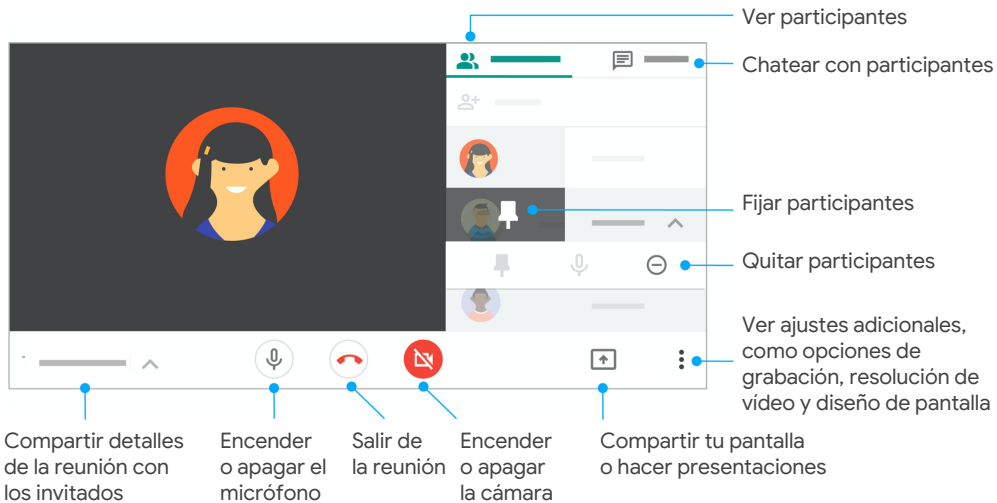 Ver participantes
Chatear con participantes
Fijar participantes
Quitar participantes
Ver ajustes adicionales,
como opciones de
grabación, resolución de
vídeo y diseño de pantalla
Compartir detalles
de la reunión con
los invitados
Encender
o apagar el
micrófono
Salir de
la reunión
Encender
o apagar
la cámara
Compartir tu pantalla
o hacer presentaciones